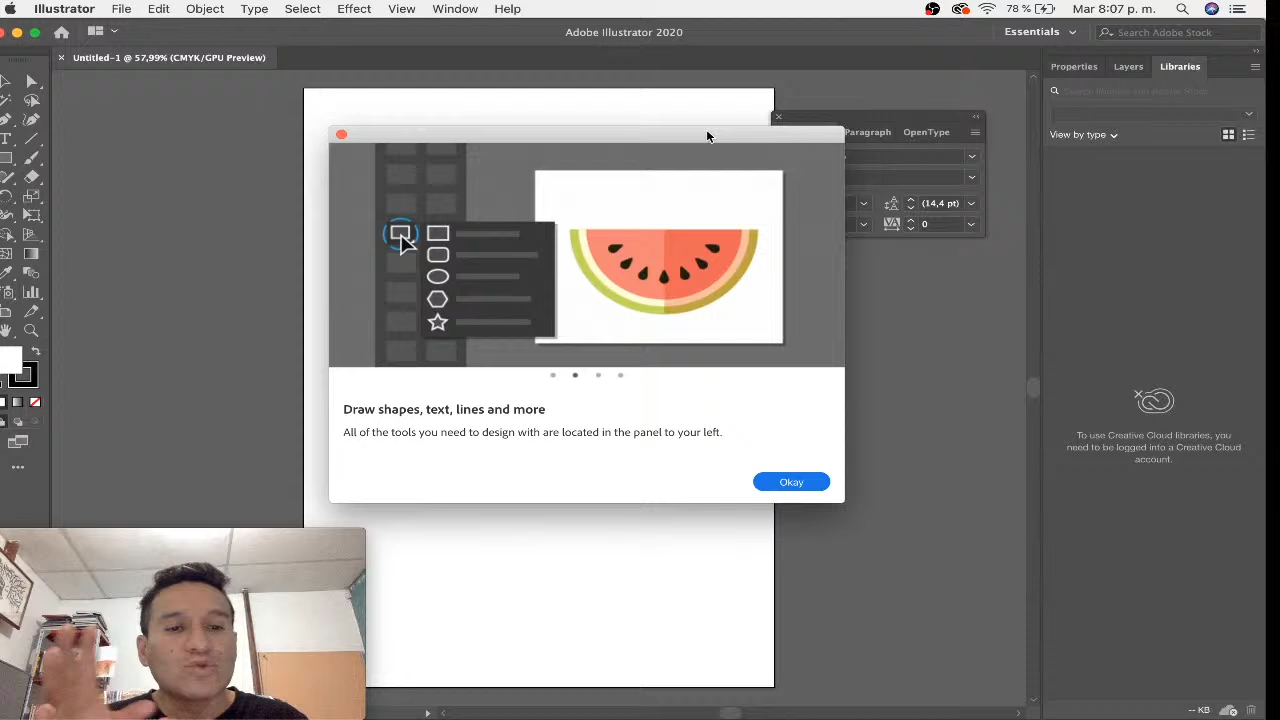 Illustrator File Edit Object Type Select Effect View Window Help 78 % Mar 8:07 p. m.
Adobe Illustrator 2020 Essentials Search Adobe Stock
Untitled-1 @ 57,99% (CMYK/GPU Preview)
Properties Layers Libraries
View by type
Paragraph OpenType
(14,4 pt)
0
Draw shapes, text, lines and more
All of the tools you need to design with are located in the panel to your left.
Okay
To use Creative Cloud libraries, you
need to be logged into a Creative Cloud
account.
-- KB